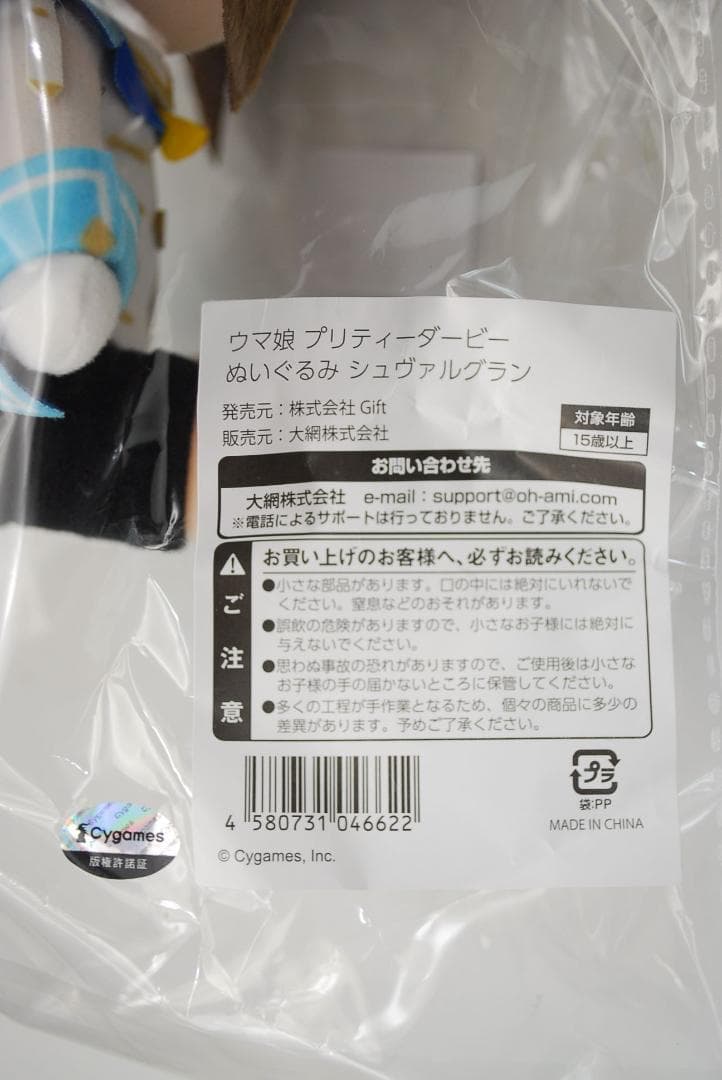 ウマ娘 プリティーダービー
ぬいぐるみ シュヴァルグラン
発売元：株式会社 Gift
販売元：大網株式会社
対象年齢
15歳以上
お問い合わせ先
大網株式会社 e-mail：support@oh-ami.com
※電話によるサポートは行っておりません。ご了承ください。
ご注意
お買い上げのお客様へ、必ずお読みください。
●小さな部品があります。口の中には絶対にいれないで
ください。窒息などのおそれがあります。
●誤飲の危険がありますので、小さなお子様には絶対に
与えないでください。
●思わぬ事故の恐れがありますので、ご使用後は小さな
お子様の手の届かないところに保管してください。
●多くの工程が手作業となるため、個々の商品に多少の
差異があります。予めご了承ください。
4 580731 046622
プラ
袋:PP
MADE IN CHINA
© Cygames, Inc.
Cygames
版権許諾証